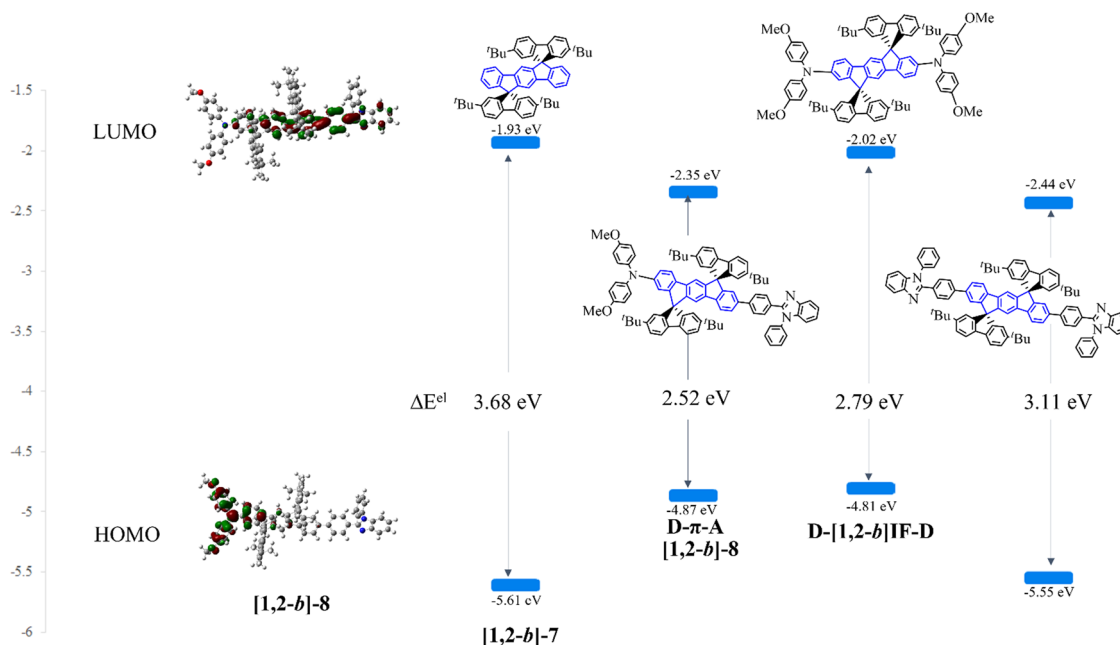 -1.5
-2
-2.5
-3
-3.5
-4
-4.5
-5
-5.5
-6
LUMO
HOMO
[1,2-b]-8
ΔEᵉˡ
ᵗBu
ᵗBu
ᵗBu
ᵗBu
-1.93 eV
3.68 eV
-5.61 eV
[1,2-b]-7
-2.35 eV
MeO
ᵗBu
N
ᵗBu
N
MeO
N
ᵗBu
ᵗBu
2.52 eV
-4.87 eV
D-π-A
[1,2-b]-8
MeO
OMe
ᵗBu
ᵗBu
N
N
MeO
ᵗBu
ᵗBu
OMe
-2.02 eV
2.79 eV
-4.81 eV
D-[1,2-b]IF-D
-2.44 eV
N
ᵗBu
N
ᵗBu
N
ᵗBu
ᵗBu
N
3.11 eV
-5.55 eV